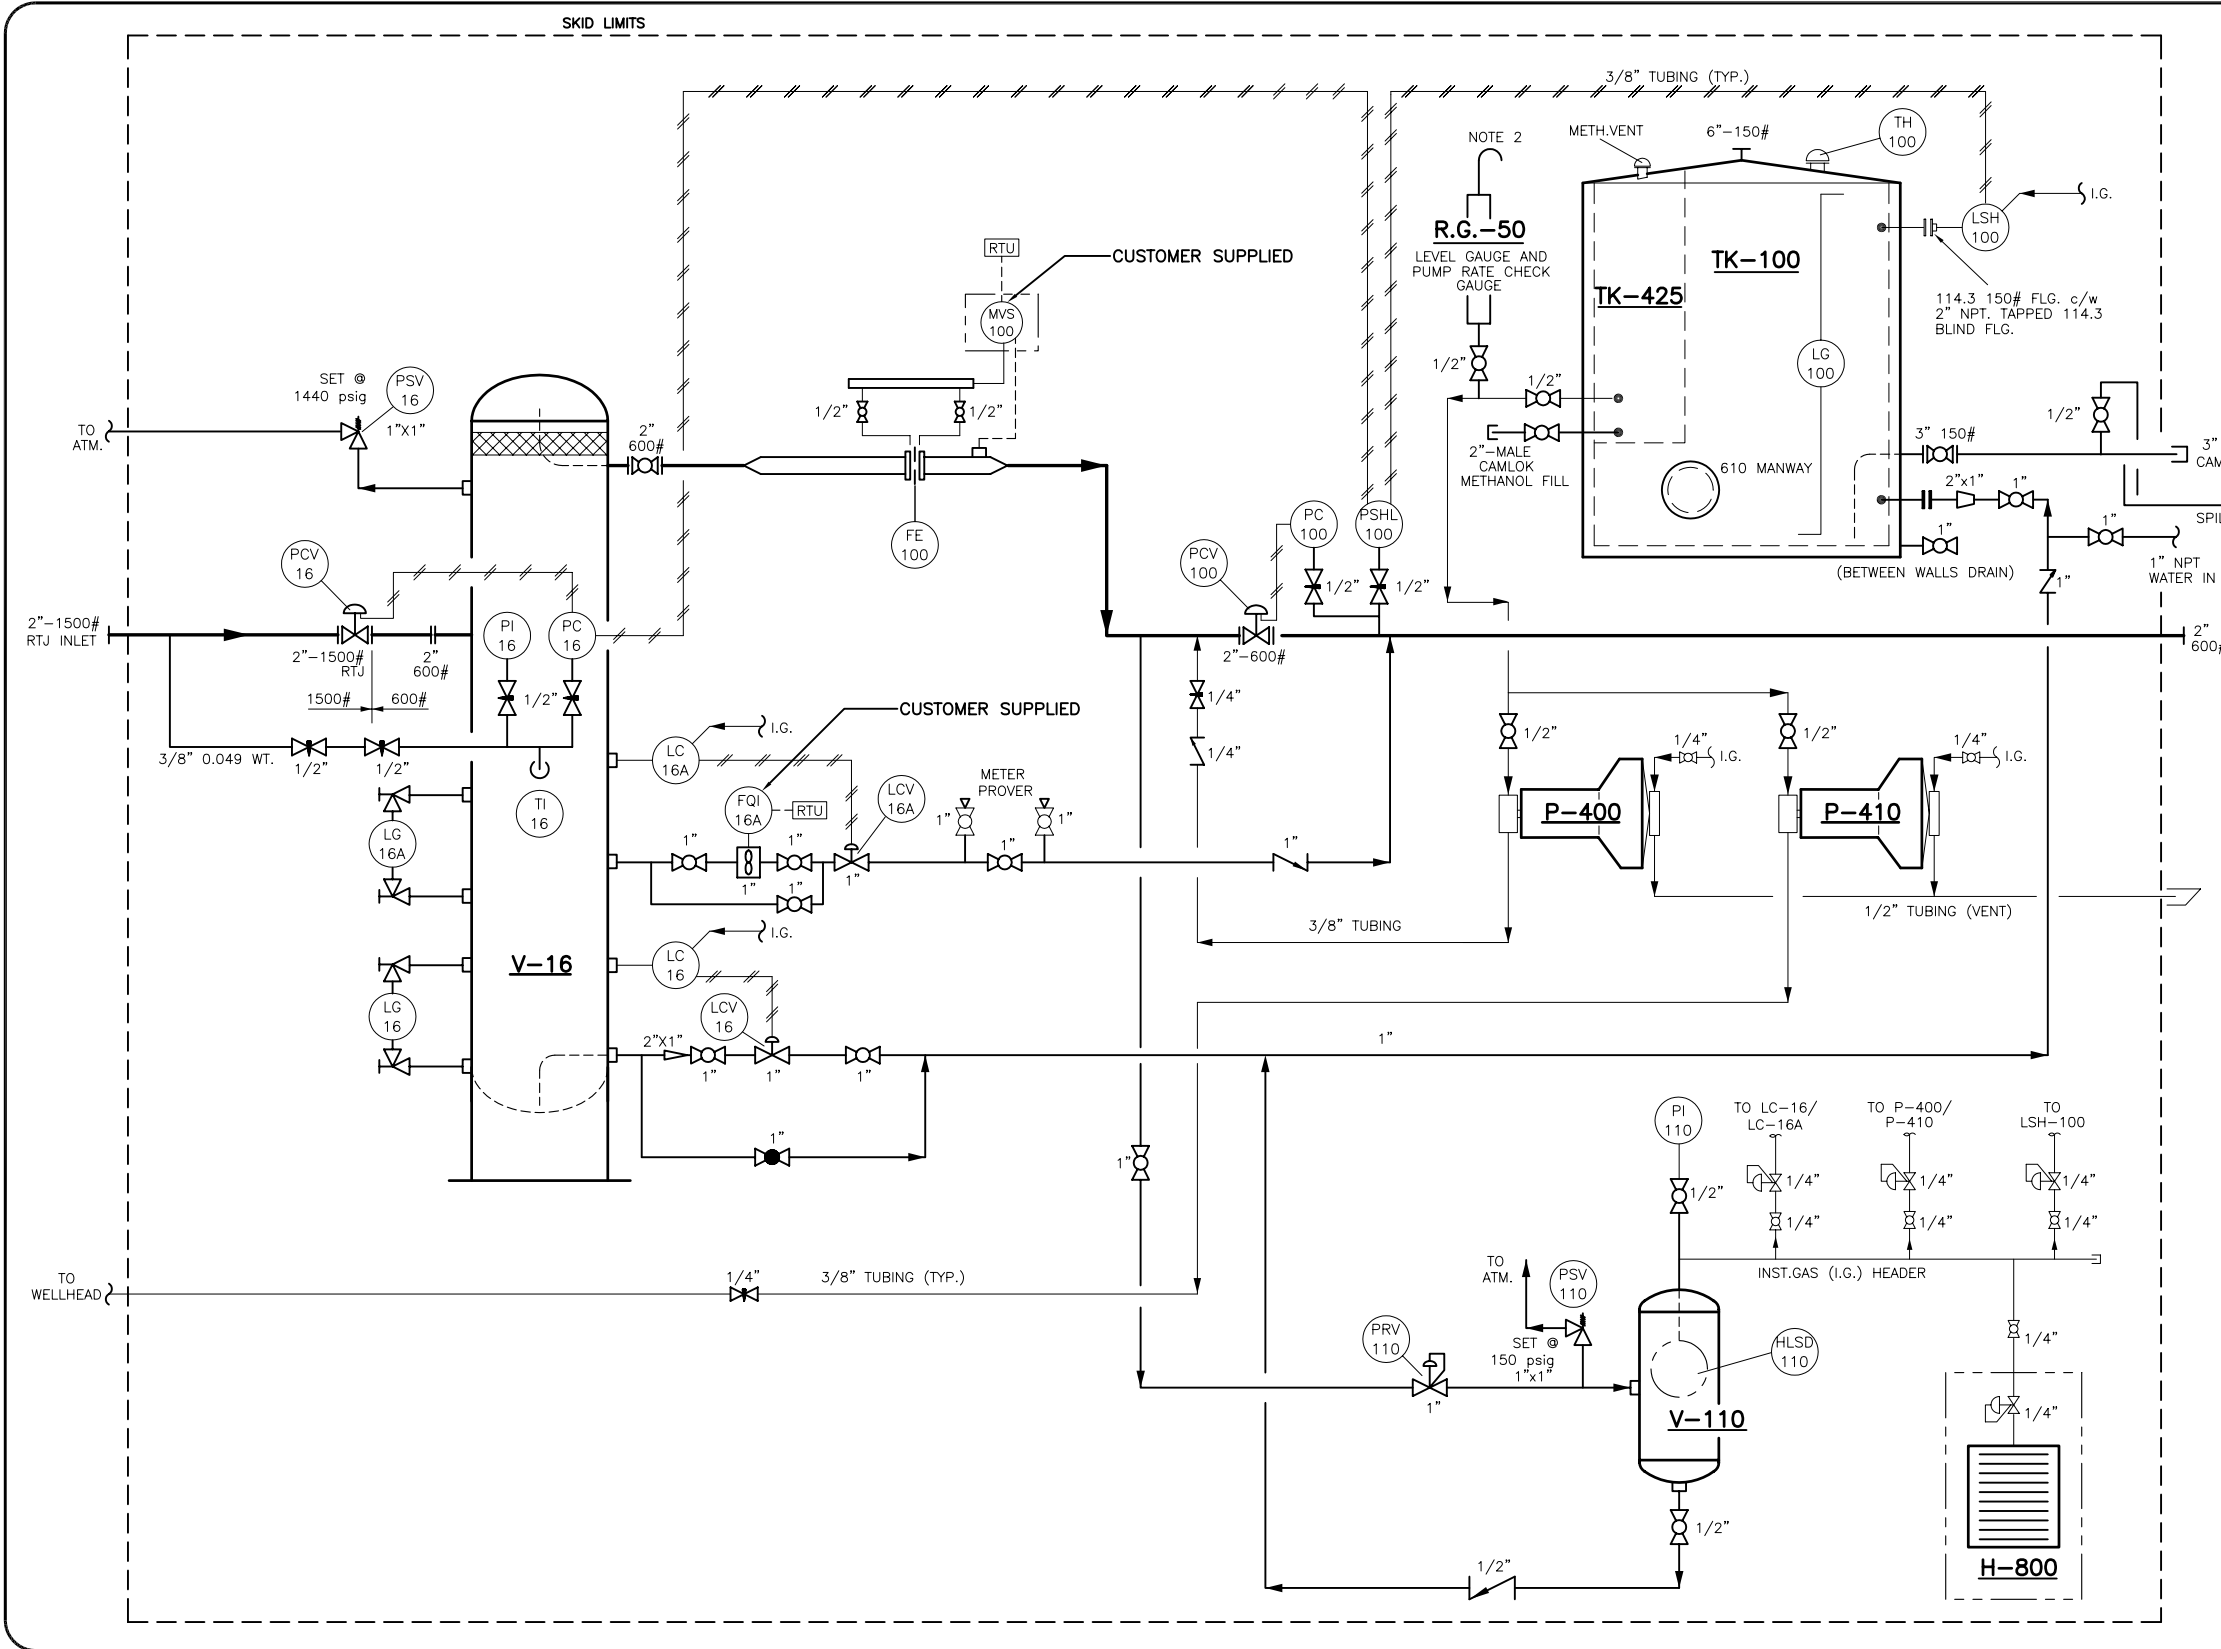 SKID LIMITS
3/8" TUBING (TYP.)
NOTE 2
METH.VENT
6"-150#
TH
100
I.G.
LSH
100
R.G.-50
LEVEL GAUGE AND
PUMP RATE CHECK
GAUGE
TK-100
TK-425
RTU
CUSTOMER SUPPLIED
MVS
100
114.3 150# FLG. c/w
2" NPT. TAPPED 114.3
BLIND FLG.
LG
100
1/2"
1/2"
SET @
1440 psig
PSV
16
1"X1"
TO
ATM.
1/2"
1/2"
1/2"
2"
600#
3" 150#
3"
2"-MALE
CAMLOK
METHANOL FILL
610 MANWAY
2"x1"
1"
1"
1"
1" NPT
WATER IN
(BETWEEN WALLS DRAIN)
1"
FE
100
PC
100
PSHL
100
PCV
100
1/2"
1/2"
PCV
16
2"-1500#
RTJ INLET
2"-1500#
RTJ
2"
600#
1500#
600#
PI
16
PC
16
1/2"
2"-600#
2"
1/4"
1/4"
CUSTOMER SUPPLIED
3/8" 0.049 WT.
1/2"
1/2"
TI
16
LC
16A
I.G.
FQI
16A
RTU
LCV
16A
METER
PROVER
1"
1"
1"
1"
1"
1"
1"
1"
1"
LG
16A
1/2"
1/2"
1/4"
I.G.
1/4"
I.G.
P-400
P-410
1/2" TUBING (VENT)
3/8" TUBING
V-16
LC
16
I.G.
LG
16
LCV
16
2"X1"
1"
1"
1"
1"
1"
1"
PI
110
TO LC-16/
LC-16A
TO P-400/
P-410
TO
LSH-100
1/2"
1/4"
1/4"
1/4"
1/4"
1/4"
1/4"
INST.GAS (I.G.) HEADER
TO
WELLHEAD
1/4"
3/8" TUBING (TYP.)
TO
ATM.
PSV
110
SET @
150 psig
1"x1"
PRV
110
1"
HLSD
110
V-110
1/4"
1/4"
1/2"
1/2"
H-800